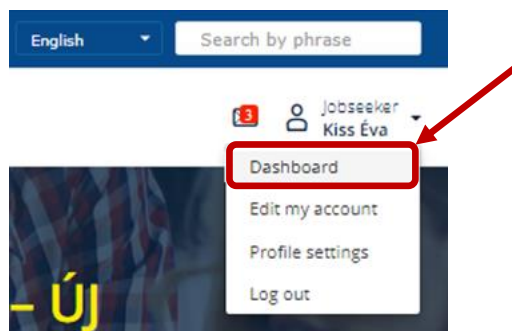 English
Search by phrase
3
Jobseeker
Kiss Éva
Dashboard
Edit my account
Profile settings
Log out
– ÚJ